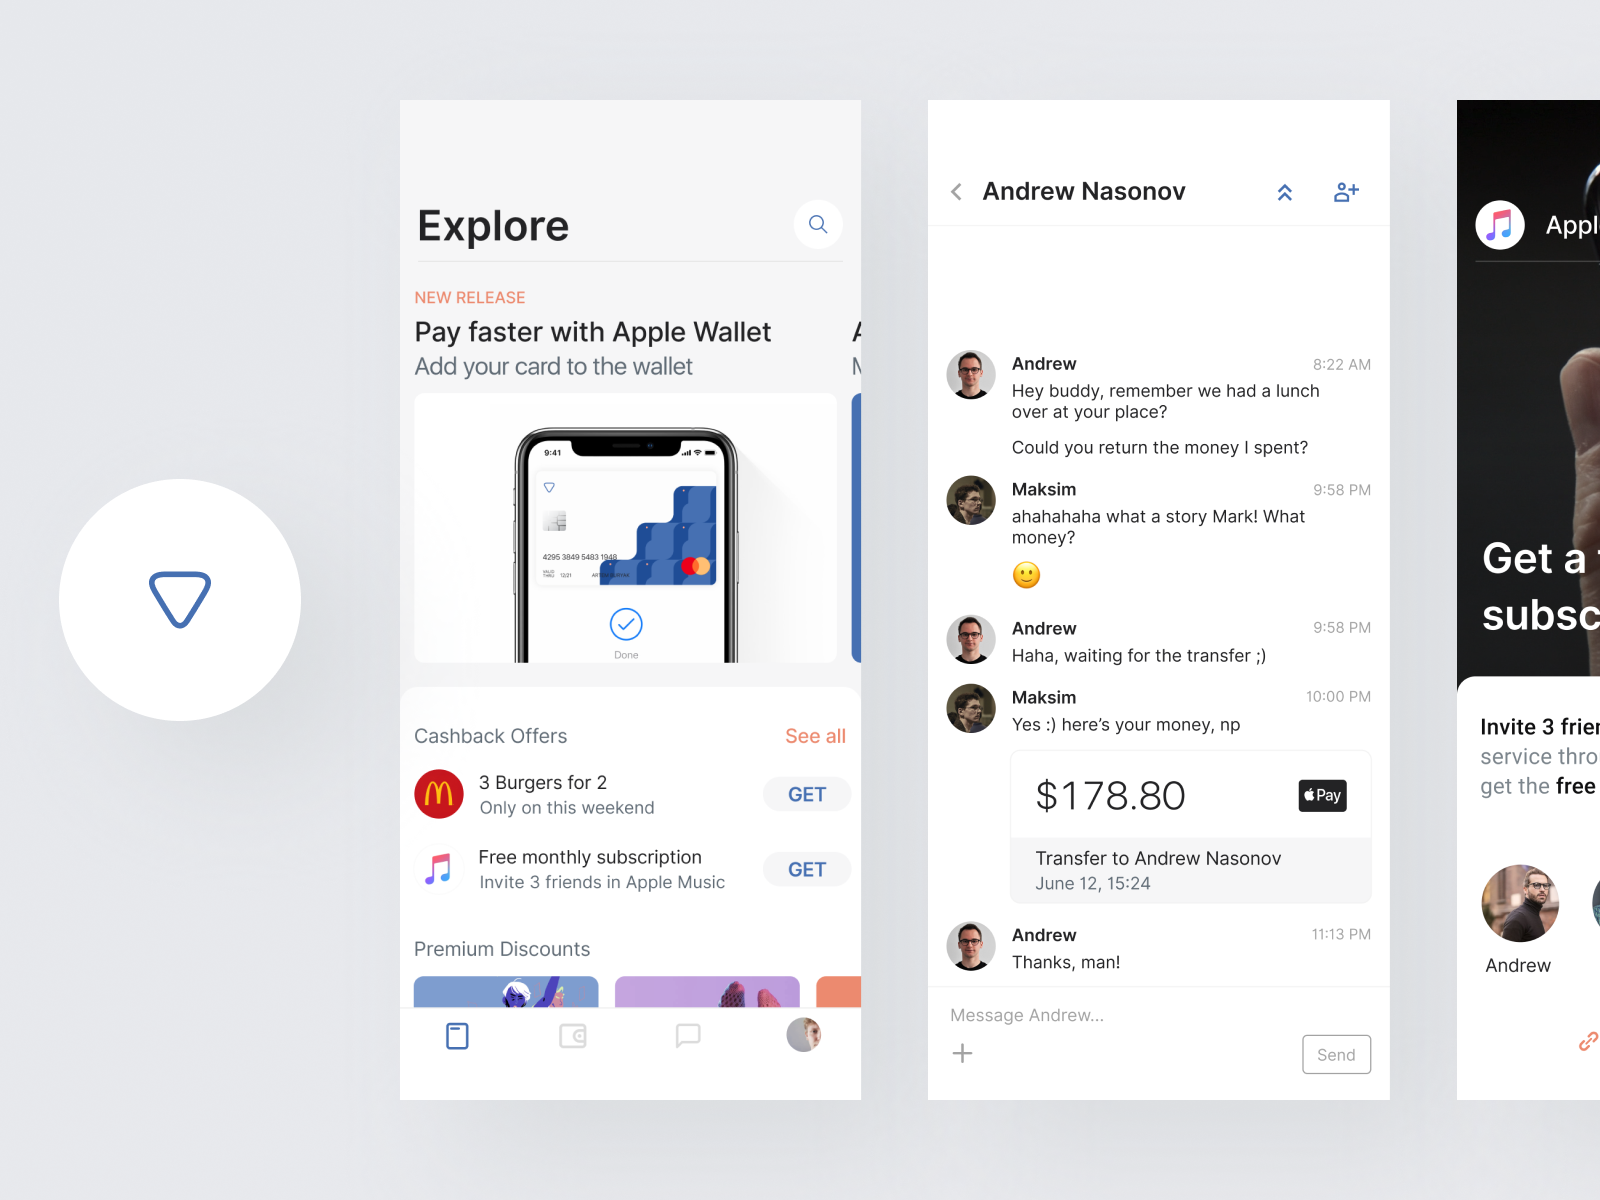 Explore
NEW RELEASE
Pay faster with Apple Wallet
Add your card to the wallet
9:41
4295 3849 5483 1948
VALID
THRU
12/21
Done
Cashback Offers
See all
3 Burgers for 2
Only on this weekend
GET
Free monthly subscription
Invite 3 friends in Apple Music
GET
Premium Discounts
Andrew Nasonov
Andrew
8:22 AM
Hey buddy, remember we had a lunch
over at your place?
Could you return the money I spent?
Maksim
9:58 PM
ahahahaha what a story Mark! What
money?
Andrew
9:58 PM
Haha, waiting for the transfer ;)
Maksim
10:00 PM
Yes :) here's your money, np
$178.80
Pay
Transfer to Andrew Nasonov
June 12, 15:24
Andrew
11:13 PM
Thanks, man!
Message Andrew...
Send
Appl
Get a
subsc
Invite 3 frien
service thro
get the free
Andrew